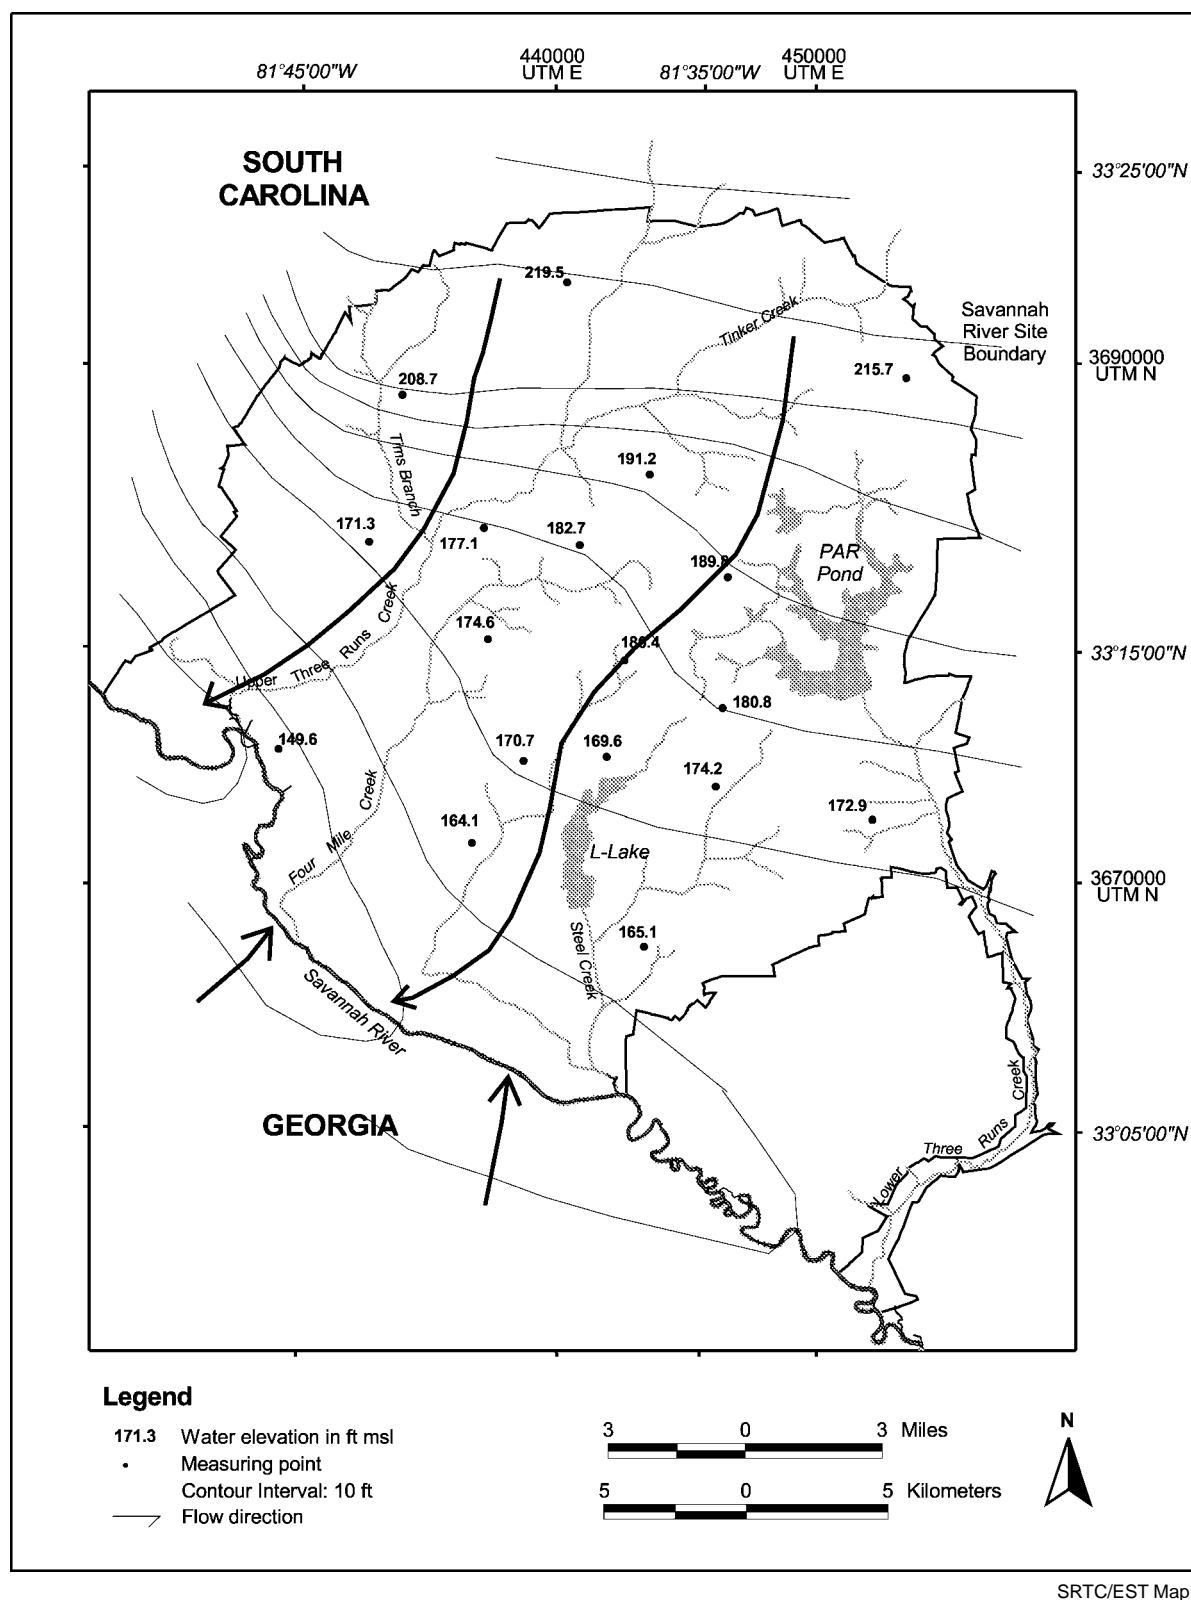 440000
UTM E
450000
UTM E
81°45'00"W
81°35'00"W
SOUTH
CAROLINA
33°25'00"N
219.5
Tinker Creek
Savannah
River Site
Boundary
3690000
UTM N
215.7
208.7
Tims Branch
191.2
171.3
177.1
182.7
189.8
PAR
Pond
174.6
Upper Three Runs Creek
180.4
33°15'00"N
180.8
149.6
170.7
169.6
174.2
172.9
164.1
Four Mile Creek
L-Lake
3670000
UTM N
165.1
Steel Creek
Savannah River
GEORGIA
Lower Three Runs Creek
33°05'00"N
Legend
171.3 Water elevation in ft msl
Measuring point
Contour Interval: 10 ft
Flow direction
3 0 3 Miles
5 0 5 Kilometers
N
SRTC/EST Map